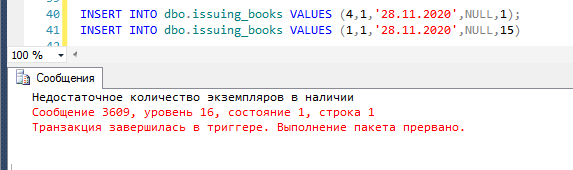 40 INSERT INTO dbo.issuing_books VALUES (4,1,'28.11.2020',NULL,1);
41 INSERT INTO dbo.issuing_books VALUES (1,1,'28.11.2020',NULL,15)
100 %
Сообщения
Недостаточное количество экземпляров в наличии
Сообщение 3609, уровень 16, состояние 1, строка 1
Транзакция завершилась в триггере. Выполнение пакета прервано.